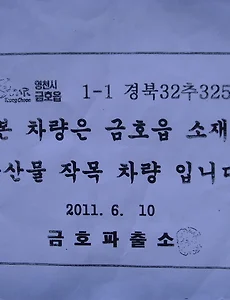 영천시
금호읍
1-1 경북32추325
본 차량은 금호읍 소재
산물 작목 차량 입니다
2011. 6. 10
금호파출소